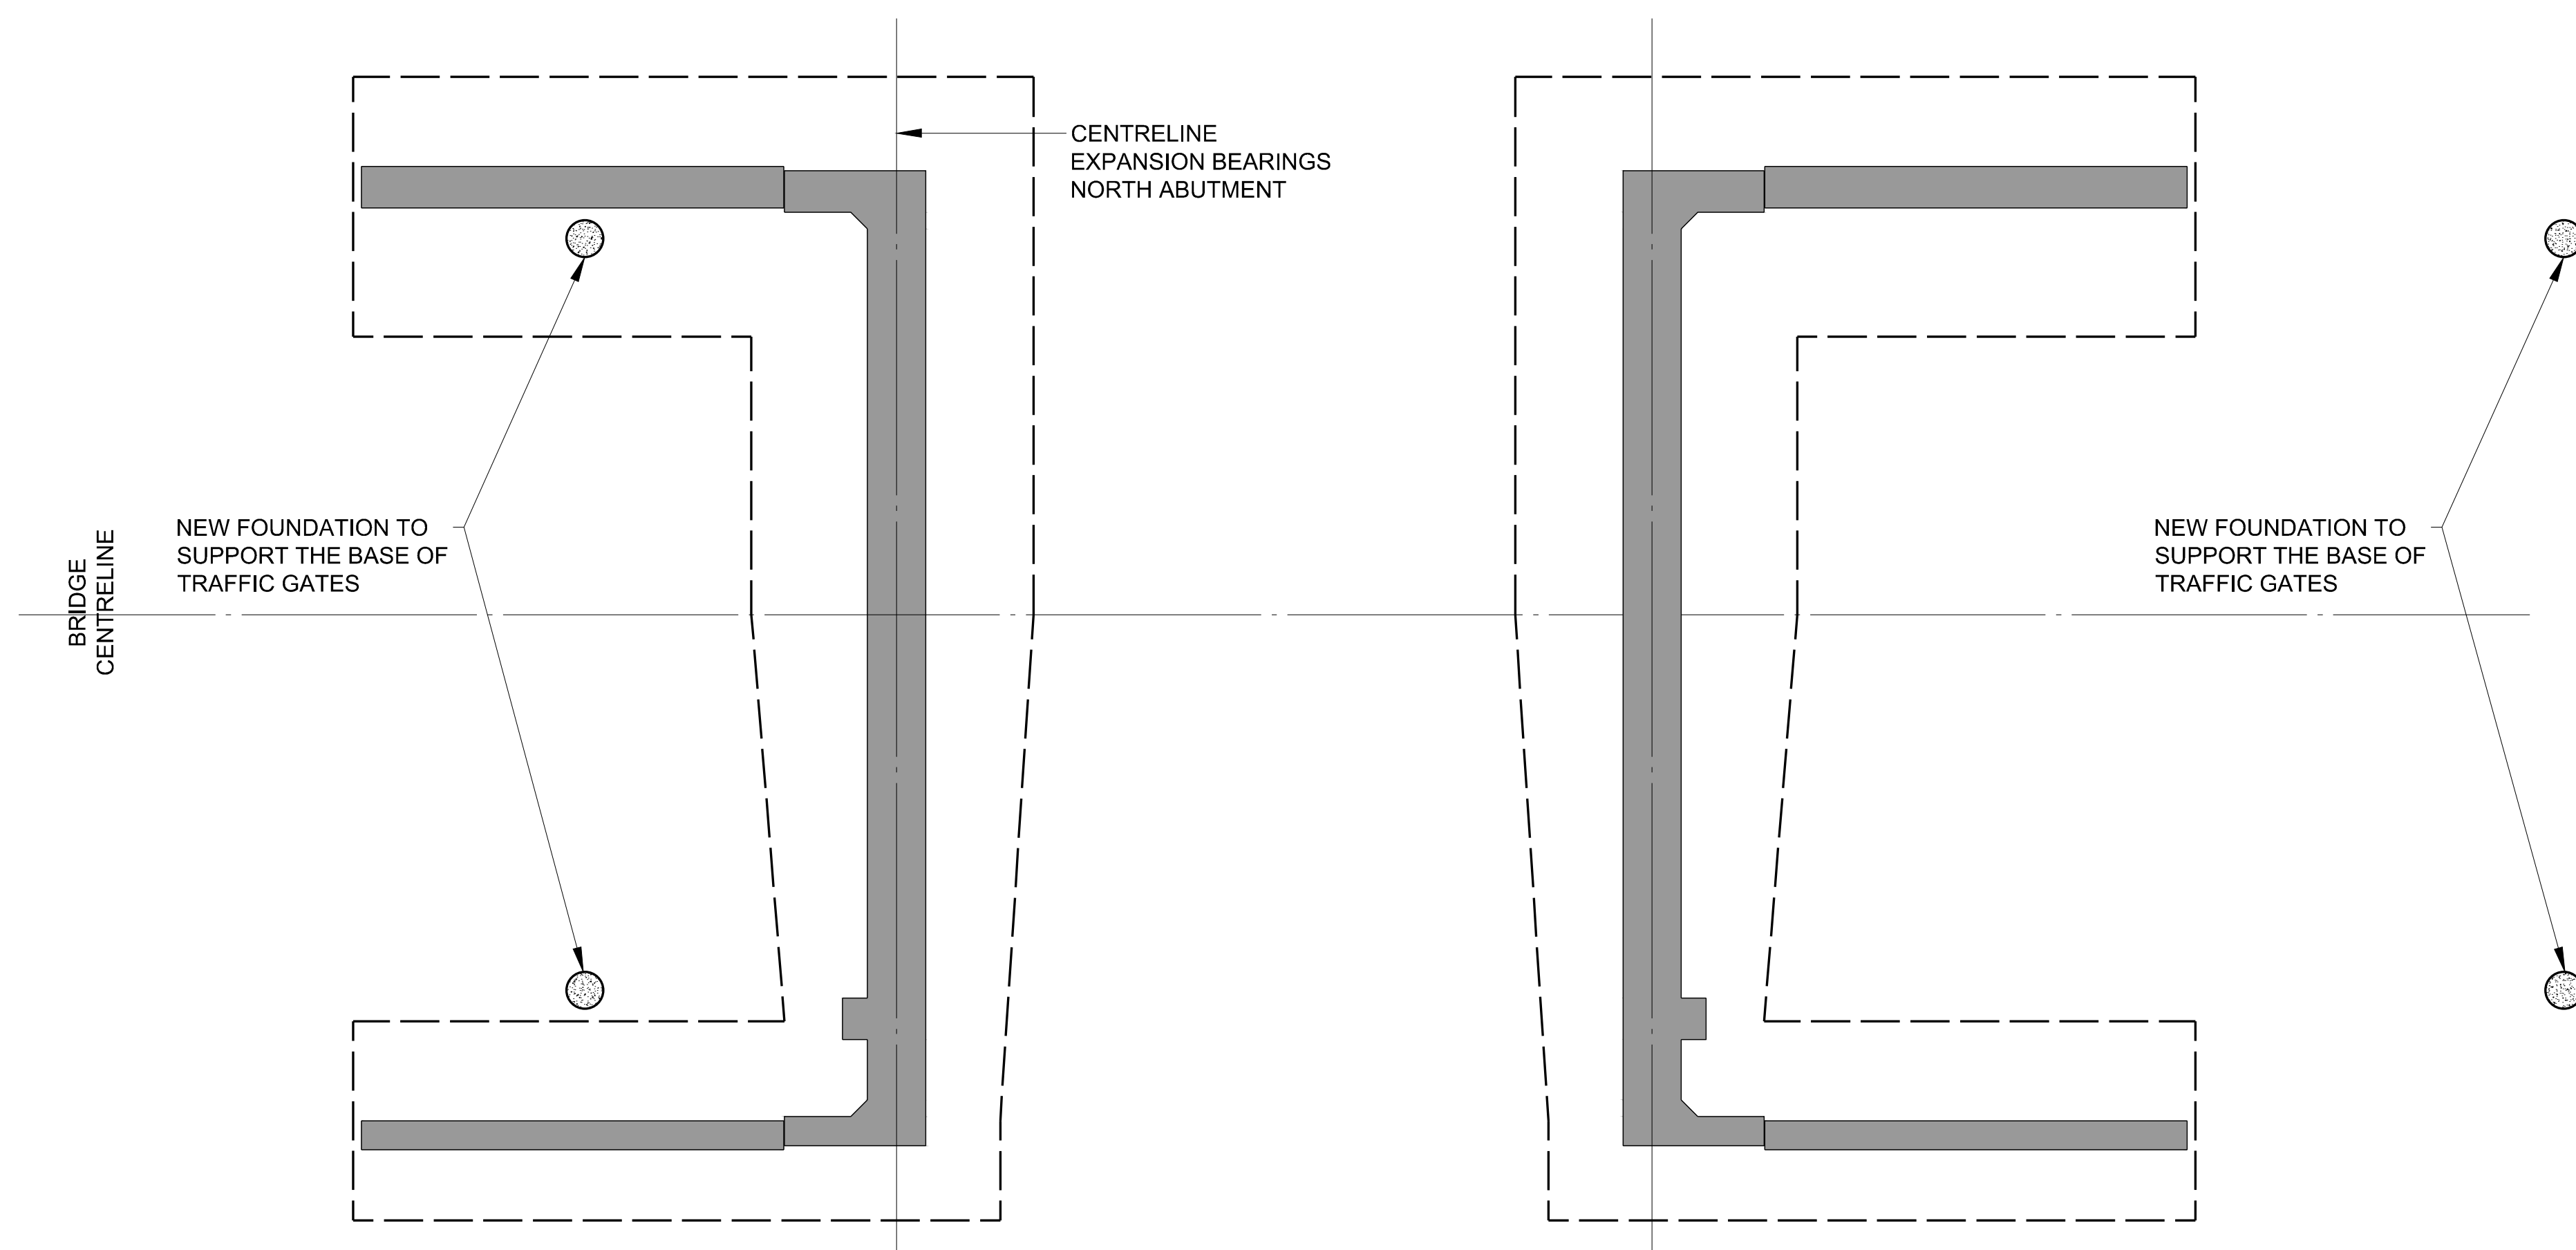 CENTRELINE
EXPANSION BEARINGS
NORTH ABUTMENT
NEW FOUNDATION TO
SUPPORT THE BASE OF
TRAFFIC GATES
BRIDGE
CENTRELINE
NEW FOUNDATION TO
SUPPORT THE BASE OF
TRAFFIC GATES